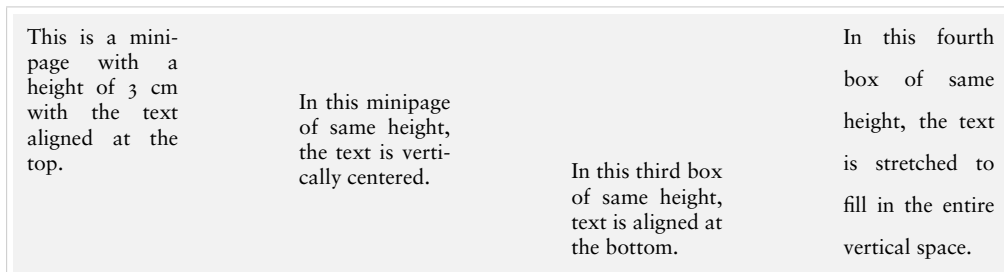 This is a mini-
page with a
height of 3 cm
with the text
aligned at the
top.
In this minipage
of same height,
the text is verti-
cally centered.
In this third box
of same height,
text is aligned at
the bottom.
In this fourth
box of same
height, the text
is stretched to
fill in the entire
vertical space.